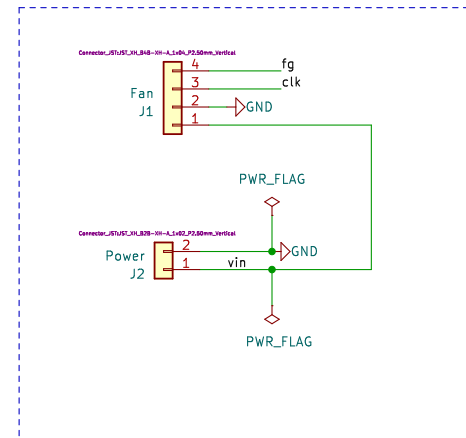 Connector_JST:JST_XH_B4B-XH-A_1x04_P2.50mm_Vertical
4 fg
3 clk
Fan 2 GND
J1 1
PWR_FLAG
Connector_JST:JST_XH_B2B-XH-A_1x02_P2.50mm_Vertical
2 GND
Power 1 vin
J2
PWR_FLAG